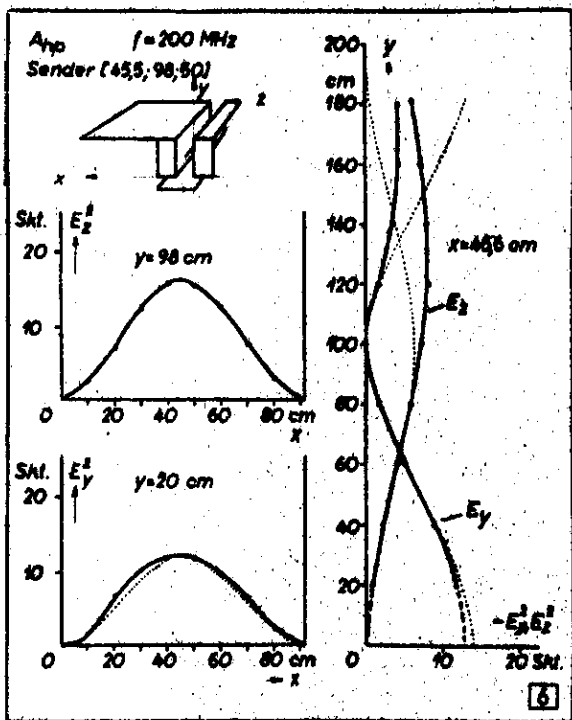 A_hp f=200 MHz
Sender [45,5; 98; 50]
y
z
x
Skt. E_z^2
20
10
y=98 cm
0 20 40 60 80 cm
x
Skt. E_y^2
20
10
y=20 cm
0 20 40 60 80 cm
x
200 y
cm
180
160
140
120
100
80
60
40
20
0 10 20 Skt.
x=45,5 cm
E_z
E_y
6